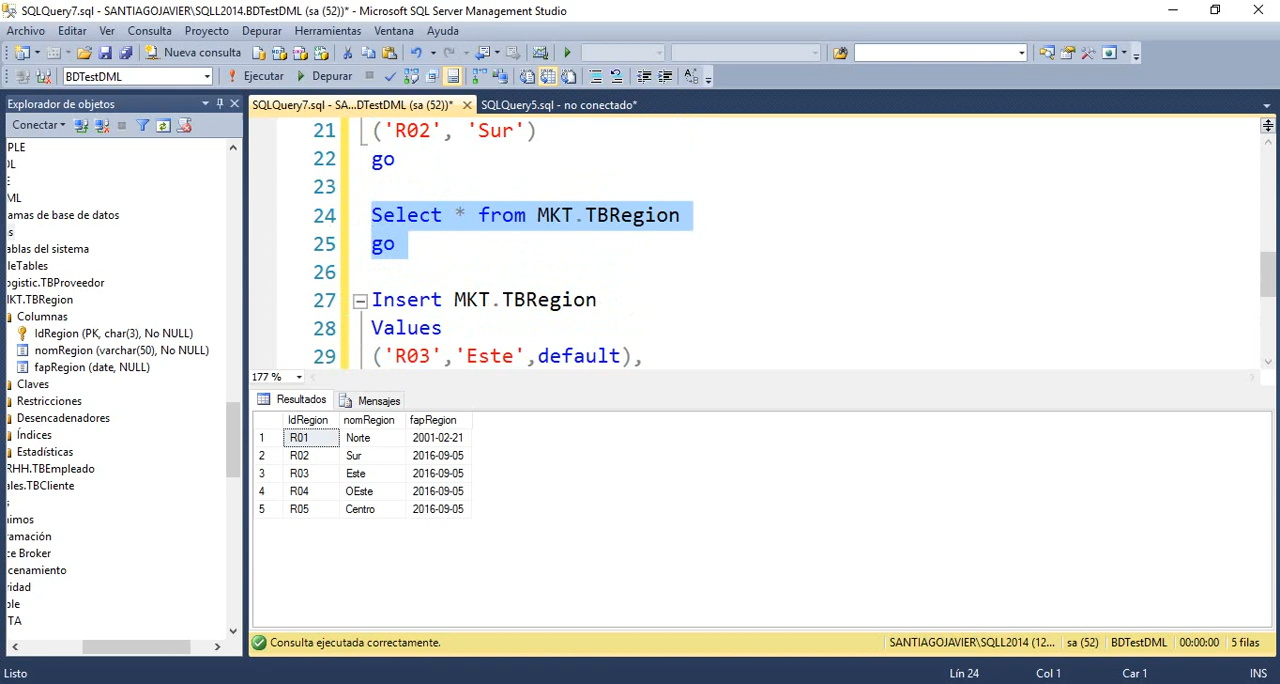 SQLQuery7.sql - SANTIAGOJAVIER\SQLL2014.BDTestDML (sa (52))* - Microsoft SQL Server Management Studio
Archivo Editar Ver Consulta Proyecto Depurar Herramientas Ventana Ayuda
Nueva consulta
BDTestDML Ejecutar Depurar
Explorador de objetos
SQLQuery7.sql - SA...DTestDML (sa (52))* SQLQuery5.sql - no conectado*
Conectar
PLE
DL
E
ML
amas de base de datos
s
ablas del sistema
leTables
ogistic.TBProveedor
MKT.TBRegion
Columnas
IdRegion (PK, char(3), No NULL)
nomRegion (varchar(50), No NULL)
fapRegion (date, NULL)
Claves
Restricciones
Desencadenadores
Índices
Estadísticas
RHH.TBEmpleado
ales.TBCliente
s
nimos
amación
ce Broker
cenamiento
ridad
ple
TA
21 ('R02', 'Sur')
22 go
23
24 Select * from MKT.TBRegion
25 go
26
27 Insert MKT.TBRegion
28 Values
29 ('R03','Este',default),
177 %
Resultados Mensajes
IdRegion nomRegion fapRegion
1 R01 Norte 2001-02-21
2 R02 Sur 2016-09-05
3 R03 Este 2016-09-05
4 R04 OEste 2016-09-05
5 R05 Centro 2016-09-05
Consulta ejecutada correctamente. SANTIAGOJAVIER\SQLL2014 (12... sa (52) BDTestDML 00:00:00 5 filas
Listo Lín 24 Col 1 Car 1 INS